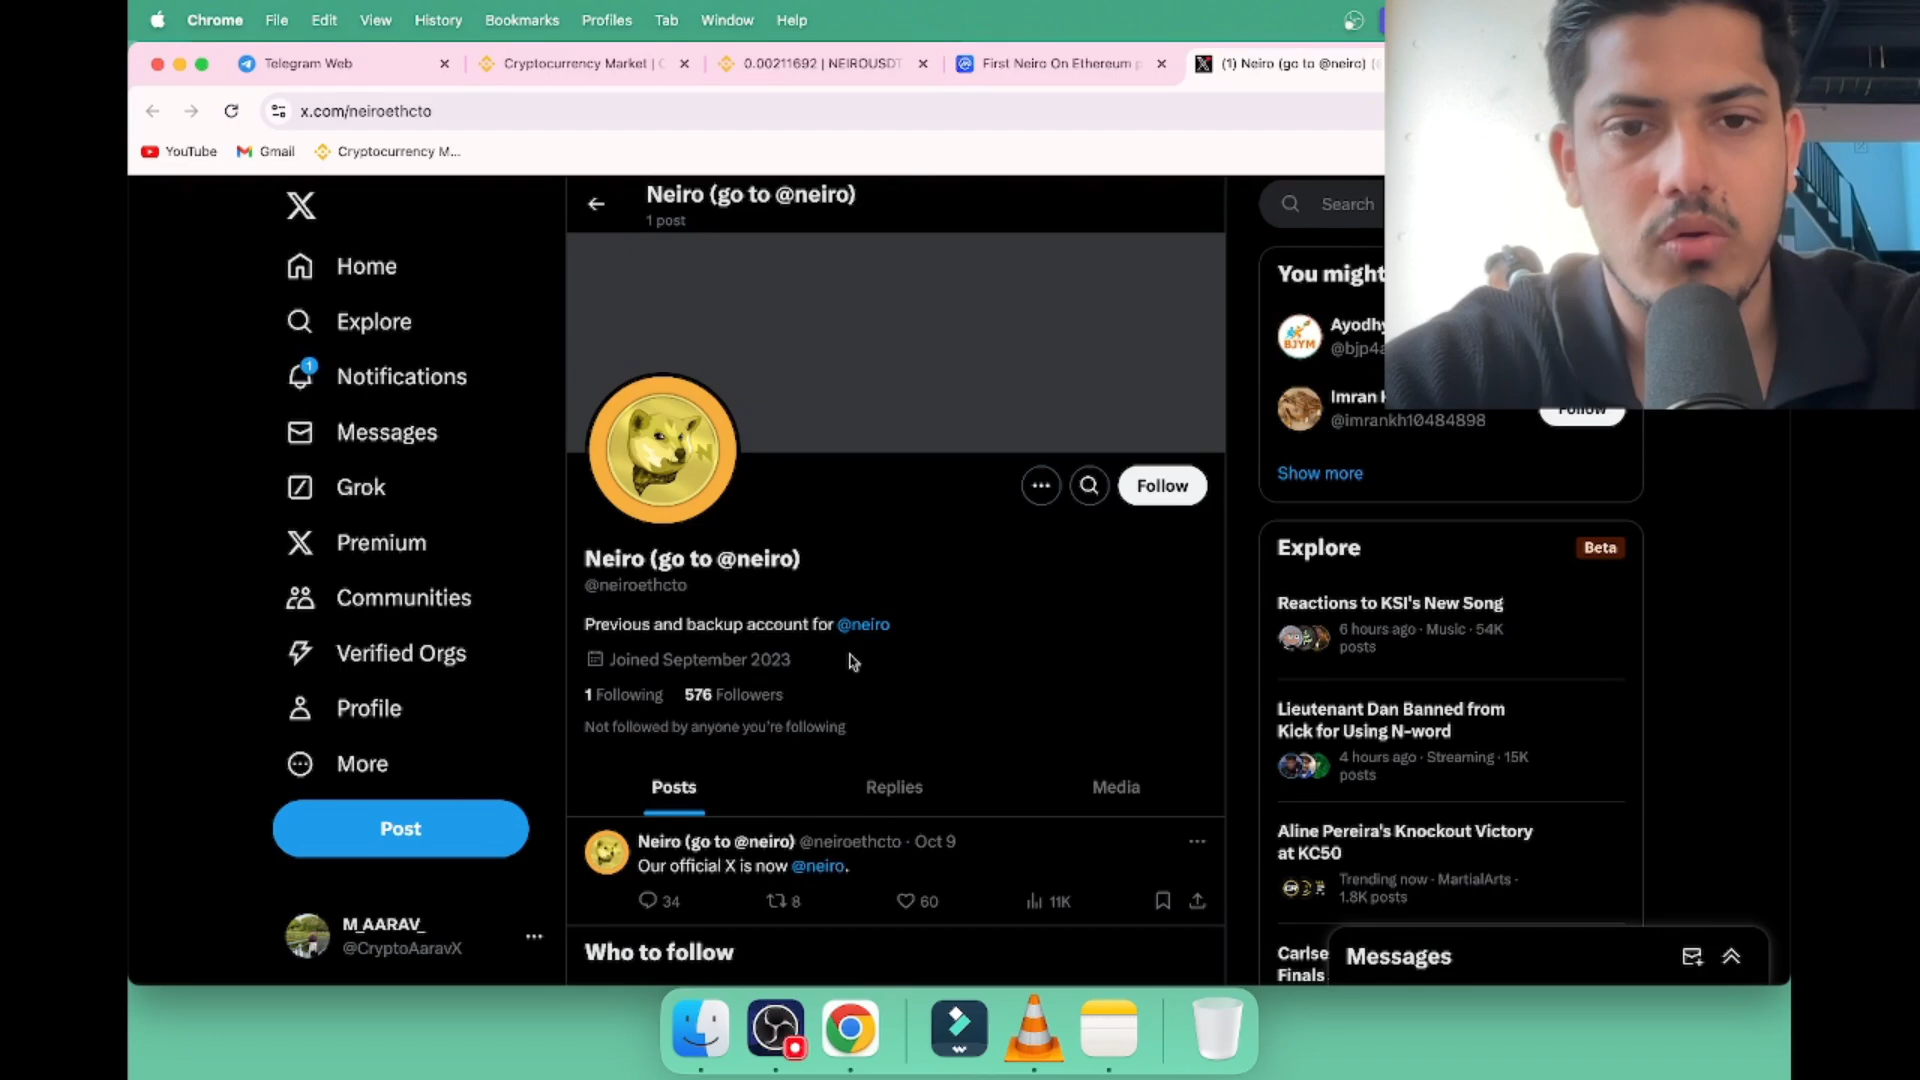 Chrome File Edit View History Bookmarks Profiles Tab Window Help
Telegram Web
Cryptocurrency Market |
0.00211692 | NEIROUSDT
First Neiro On Ethereum p
(1) Neiro (go to @neiro) (
x.com/neiroethcto
YouTube Gmail Cryptocurrency M...
Neiro (go to @neiro)
1 post
Search
Home
Explore
Notifications
1
Messages
Grok
Premium
Communities
Verified Orgs
Profile
More
Post
M_AARAV_
@CryptoAaravX
Follow
Neiro (go to @neiro)
@neiroethcto
Previous and backup account for @neiro
Joined September 2023
1 Following 576 Followers
Not followed by anyone you're following
Posts Replies Media
Neiro (go to @neiro) @neiroethcto · Oct 9
Our official X is now @neiro.
34 8 60 11K
Who to follow
You might
BJYM
@bjp4
Imran
@imrankh10484898
Follow
Show more
Explore Beta
Reactions to KSI's New Song
6 hours ago · Music · 54K
posts
Lieutenant Dan Banned from
Kick for Using N-word
4 hours ago · Streaming · 15K
posts
Aline Pereira's Knockout Victory
at KC50
Trending now · MartialArts ·
1.8K posts
Carlse
Finals
Messages